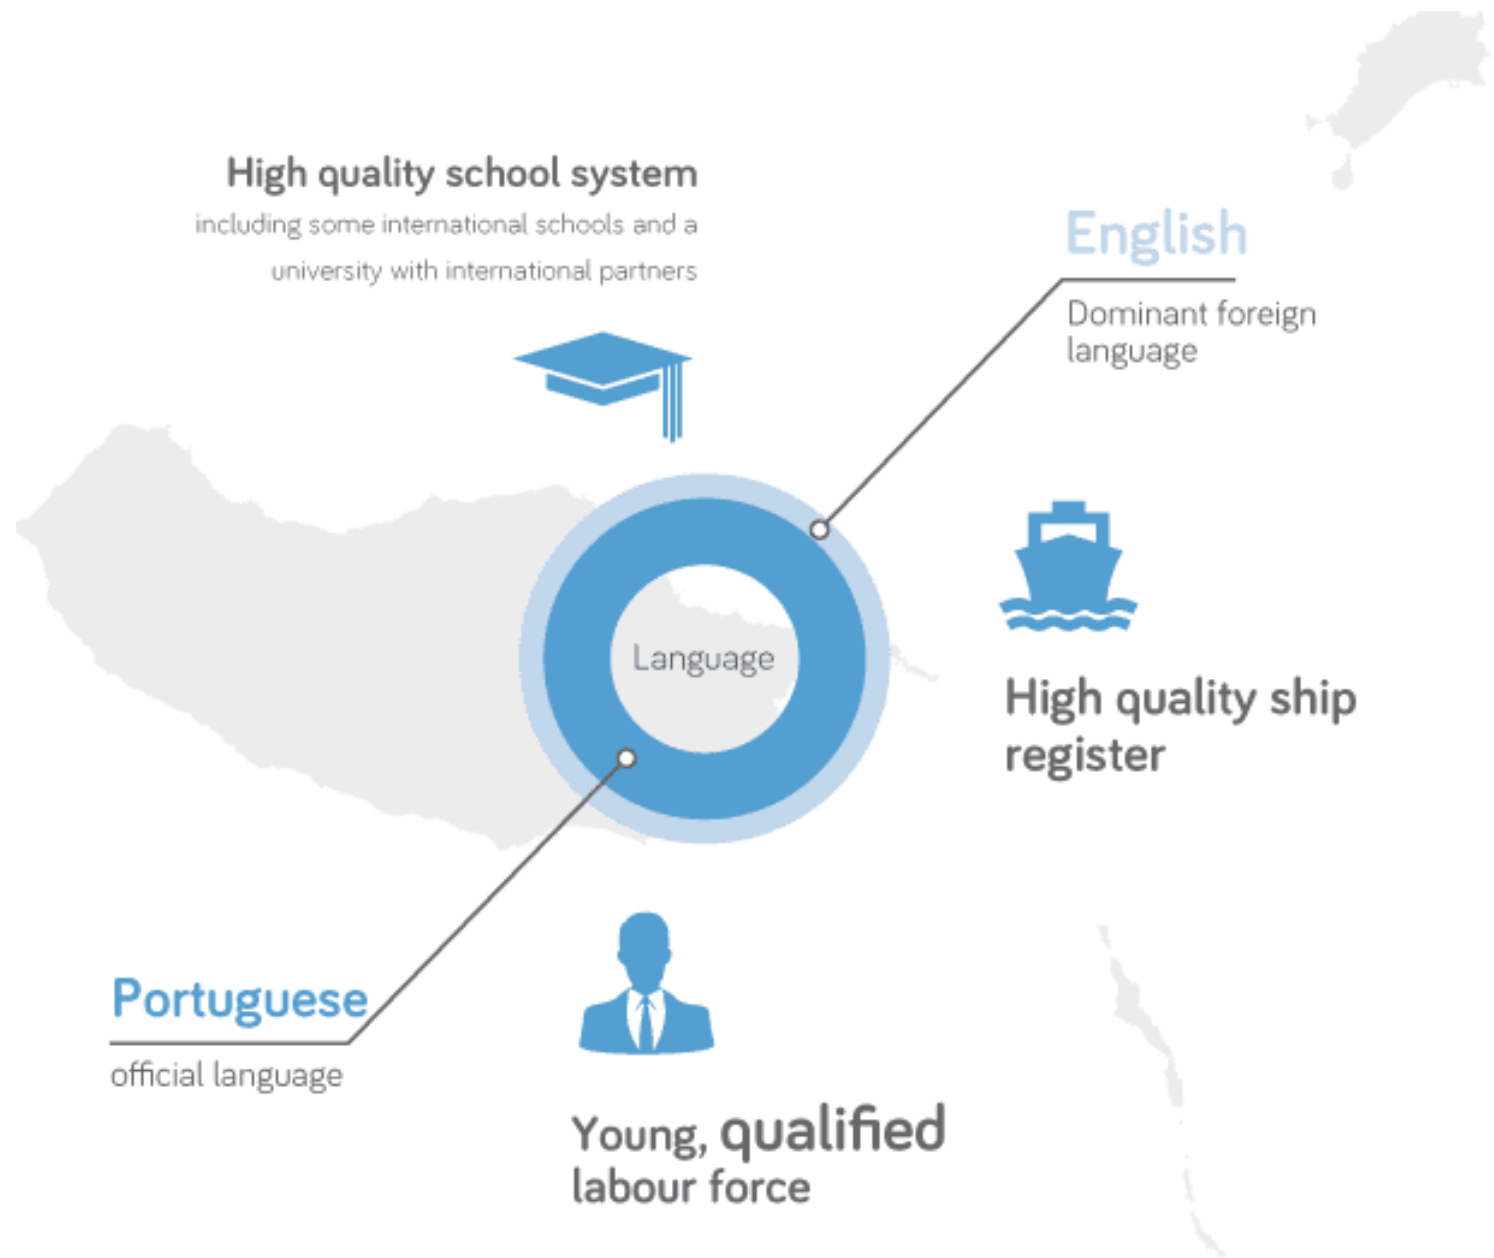 High quality school system
including some international schools and a
university with international partners
English
Dominant foreign
language
Language
High quality ship
register
Portuguese
official language
Young, qualified
labour force